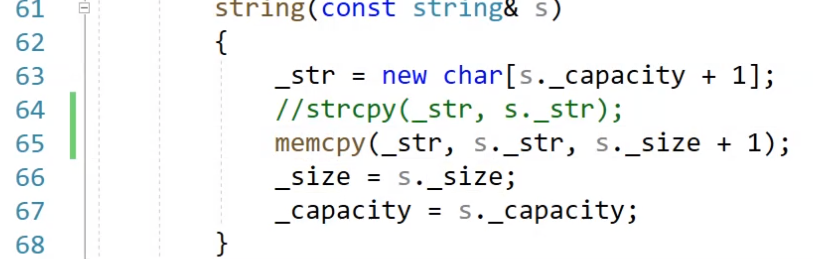 61 string(const string& s)
62 {
63 _str = new char[s._capacity + 1];
64 //strcpy(_str, s._str);
65 memcpy(_str, s._str, s._size + 1);
66 _size = s._size;
67 _capacity = s._capacity;
68 }